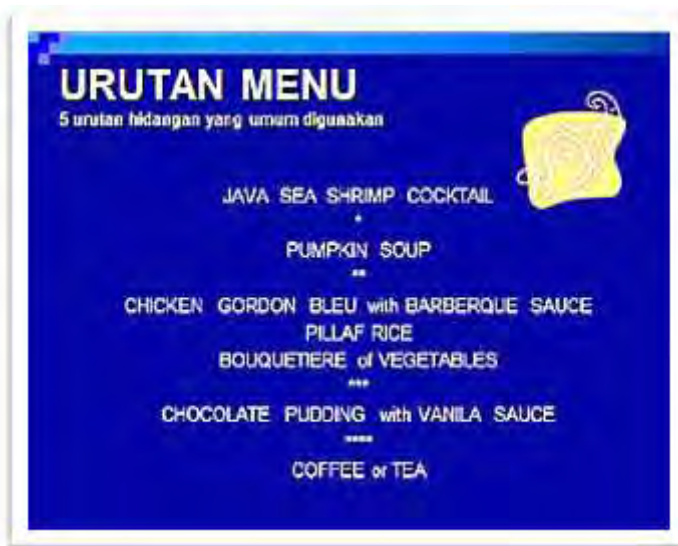 URUTAN MENU
5 urutan hidangan yang umum digunakan
JAVA SEA SHRIMP COCKTAIL
*
PUMPKIN SOUP
**
CHICKEN GORDON BLEU with BARBERQUE SAUCE
PILLAF RICE
BOUQUETIERE of VEGETABLES
***
CHOCOLATE PUDDING with VANILA SAUCE
****
COFFEE or TEA